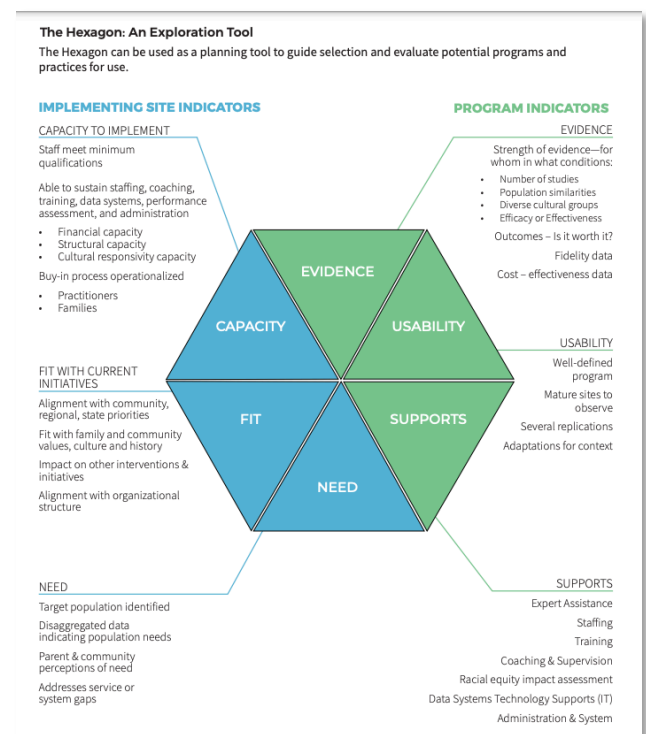 The Hexagon: An Exploration Tool
The Hexagon can be used as a planning tool to guide selection and evaluate potential programs and
practices for use.
IMPLEMENTING SITE INDICATORS
CAPACITY TO IMPLEMENT
Staff meet minimum
qualifications
Able to sustain staffing, coaching,
training, data systems, performance
assessment, and administration
• Financial capacity
• Structural capacity
• Cultural responsivity capacity
Buy-in process operationalized
• Practitioners
• Families
FIT WITH CURRENT
INITIATIVES
Alignment with community,
regional, state priorities
Fit with family and community
values, culture and history
Impact on other interventions &
initiatives
Alignment with organizational
structure
NEED
Target population identified
Disaggregated data
indicating population needs
Parent & community
perceptions of need
Addresses service or
system gaps
EVIDENCE
CAPACITY
USABILITY
FIT
SUPPORTS
NEED
PROGRAM INDICATORS
EVIDENCE
Strength of evidence—for
whom in what conditions:
• Number of studies
• Population similarities
• Diverse cultural groups
• Efficacy or Effectiveness
Outcomes – Is it worth it?
Fidelity data
Cost – effectiveness data
USABILITY
Well-defined
program
Mature sites to
observe
Several replications
Adaptations for context
SUPPORTS
Expert Assistance
Staffing
Training
Coaching & Supervision
Racial equity impact assessment
Data Systems Technology Supports (IT)
Administration & System